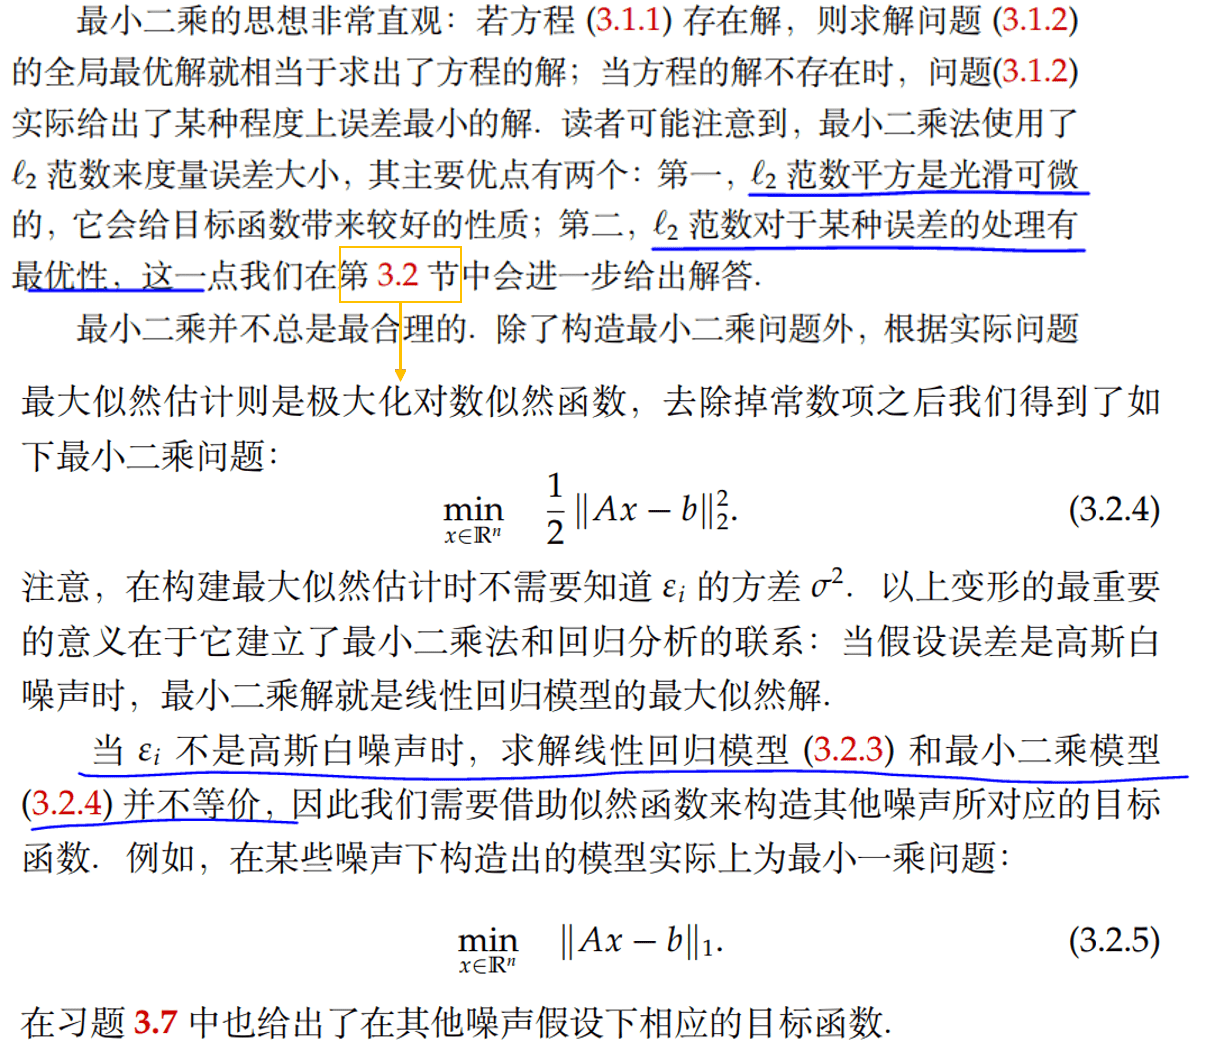 最小二乘的思想非常直观：若方程 (3.1.1) 存在解，则求解问题 (3.1.2)
的全局最优解就相当于求出了方程的解；当方程的解不存在时，问题(3.1.2)
实际给出了某种程度上误差最小的解．读者可能注意到，最小二乘法使用了
ℓ₂ 范数来度量误差大小，其主要优点有两个：第一，ℓ₂ 范数平方是光滑可微
的，它会给目标函数带来较好的性质；第二，ℓ₂ 范数对于某种误差的处理有
最优性，这一点我们在第 3.2 节中会进一步给出解答．
最小二乘并不总是最合理的．除了构造最小二乘问题外，根据实际问题
最大似然估计则是极大化对数似然函数，去除掉常数项之后我们得到了如
下最小二乘问题：
min_{x∈ℝⁿ} 1/2 ‖Ax − b‖₂². (3.2.4)
注意，在构建最大似然估计时不需要知道 εᵢ 的方差 σ²．以上变形的最重要
的意义在于它建立了最小二乘法和回归分析的联系：当假设误差是高斯白
噪声时，最小二乘解就是线性回归模型的最大似然解．
当 εᵢ 不是高斯白噪声时，求解线性回归模型 (3.2.3) 和最小二乘模型
(3.2.4) 并不等价，因此我们需要借助似然函数来构造其他噪声所对应的目标
函数．例如，在某些噪声下构造出的模型实际上为最小一乘问题：
min_{x∈ℝⁿ} ‖Ax − b‖₁. (3.2.5)
在习题 3.7 中也给出了在其他噪声假设下相应的目标函数．